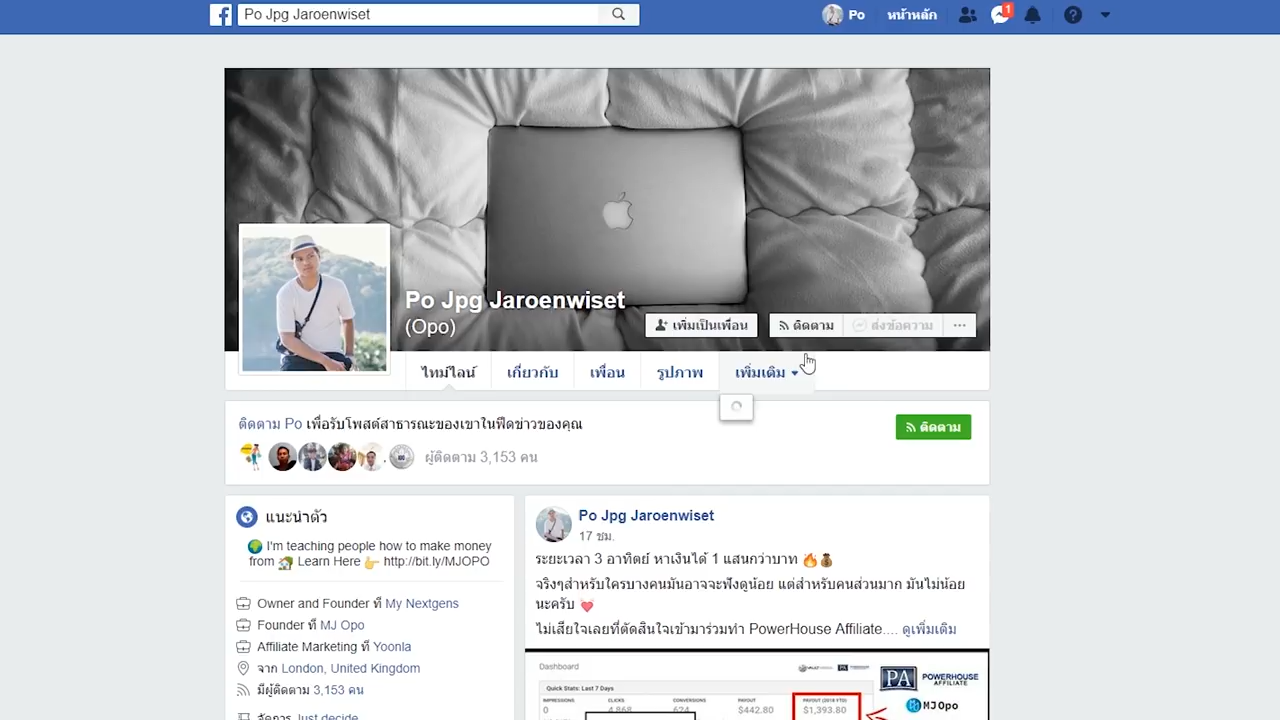 Po Jpg Jaroenwiset
Po
หน้าหลัก
1
Po Jpg Jaroenwiset
(Opo)
เพิ่มเป็นเพื่อน
ติดตาม
ส่งข้อความ
ไทม์ไลน์
เกี่ยวกับ
เพื่อน
รูปภาพ
เพิ่มเติม
ติดตาม Po เพื่อรับโพสต์สาธารณะของเขาในฟีดข่าวของคุณ
ติดตาม
ผู้ติดตาม 3,153 คน
แนะนำตัว
I'm teaching people how to make money
from Learn Here http://bit.ly/MJOPO
Owner and Founder ที่ My Nextgens
Founder ที่ MJ Opo
Affiliate Marketing ที่ Yoonla
จาก London, United Kingdom
มีผู้ติดตาม 3,153 คน
จัดการ Just decide
Po Jpg Jaroenwiset
17 ชม.
ระยะเวลา 3 อาทิตย์ หาเงินได้ 1 แสนกว่าบาท
จริงๆสำหรับใครบางคนมันอาจจะฟังดูน้อย แต่สำหรับคนส่วนมาก มันไม่น้อย
นะครับ
ไม่เสียใจเลยที่ตัดสินใจเข้ามาร่วมทำ PowerHouse Affiliate.... ดูเพิ่มเติม
Dashboard
PA POWERHOUSE
AFFILIATE
Quick Stats: Last 7 Days
IMPRESSIONS CLICKS CONVERSIONS PAYOUT PAYOUT (2018 YTD)
0 4,868 624 $442.80 $1,393.80
MJ Opo